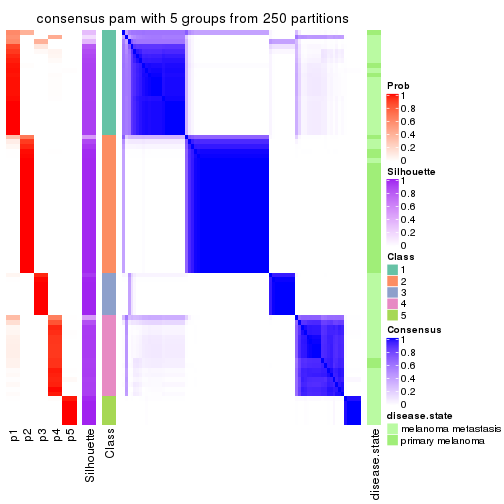 consensus pam with 5 groups from 250 partitions
Prob
1
0.8
0.6
0.4
0.2
0
Silhouette
1
0.8
0.6
0.4
0.2
0
Class
1
2
3
4
5
Consensus
1
0.8
0.6
0.4
0.2
0
disease.state
melanoma metastasis
primary melanoma
p1
p2
p3
p4
p5
Silhouette
Class
disease.state